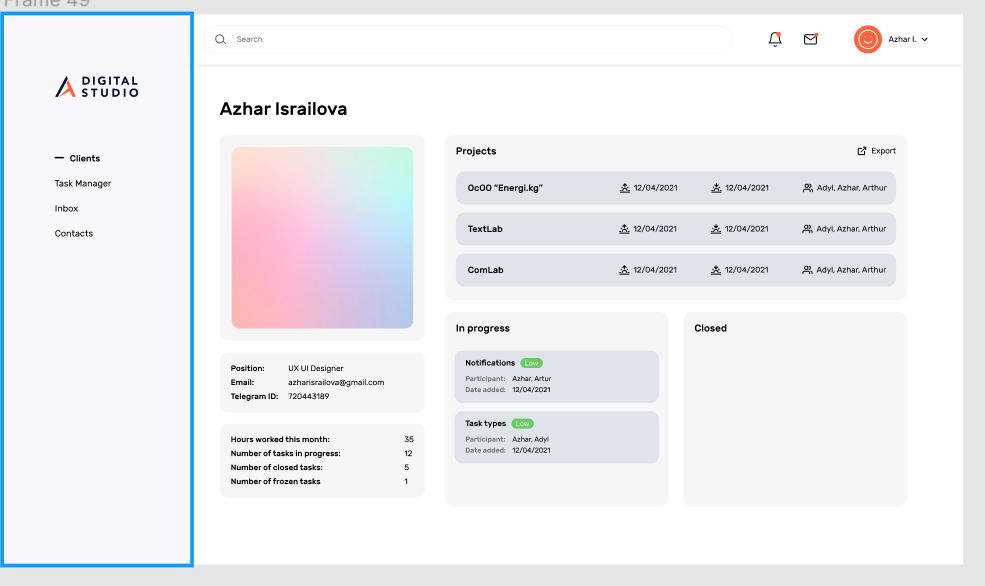 Frame 49
DIGITAL
STUDIO
Clients
Task Manager
Inbox
Contacts
Search
Azhar I.
Azhar Israilova
Position: UX UI Designer
Email: azharisrailova@gmail.com
Telegram ID: 720443189
Hours worked this month: 35
Number of tasks in progress: 12
Number of closed tasks: 5
Number of frozen tasks 1
Projects Export
OcOO "Energi.kg" 12/04/2021 12/04/2021 Adyl, Azhar, Arthur
TextLab 12/04/2021 12/04/2021 Adyl, Azhar, Arthur
ComLab 12/04/2021 12/04/2021 Adyl, Azhar, Arthur
In progress
Notifications Low
Participant: Azhar, Artur
Date added: 12/04/2021
Task types Low
Participant: Azhar, Adyl
Date added: 12/04/2021
Closed